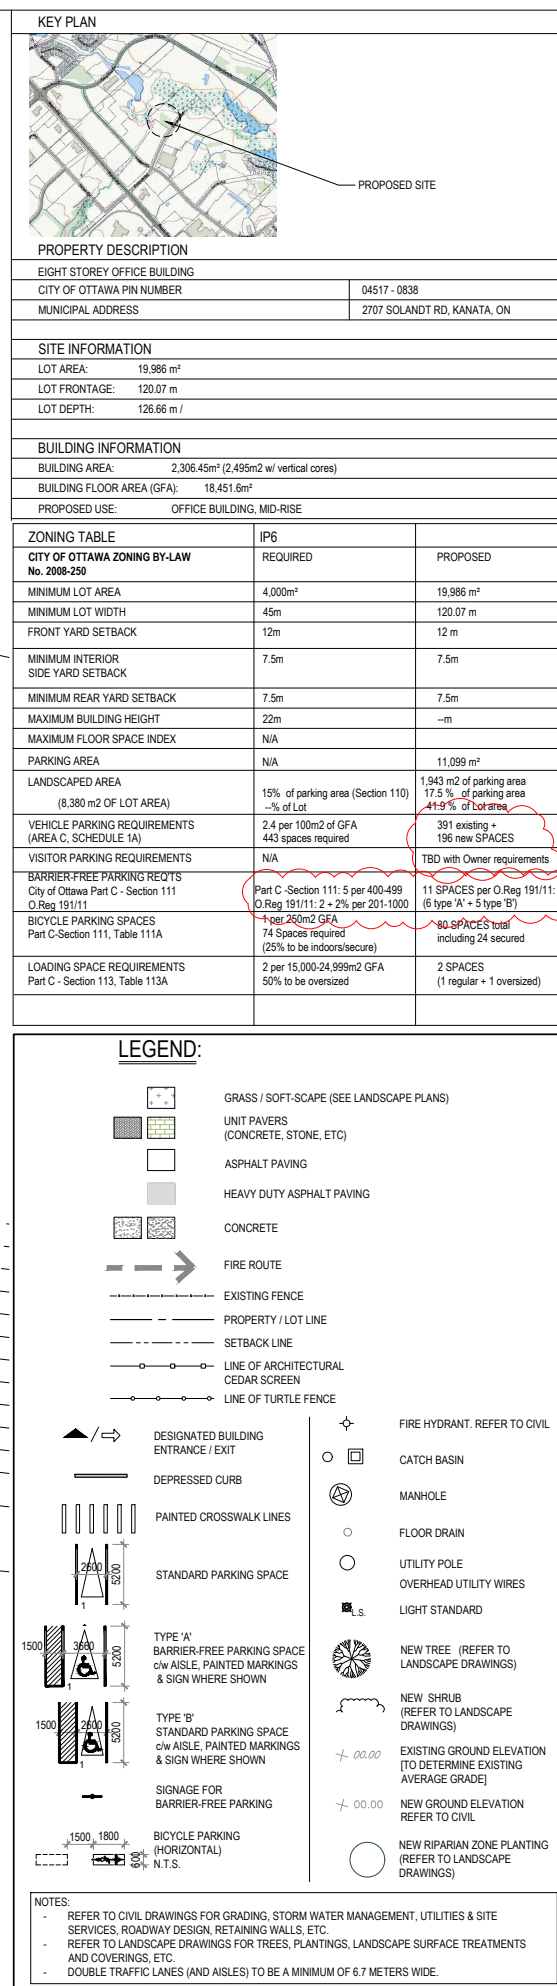 KEY PLAN
PROPOSED SITE
PROPERTY DESCRIPTION
EIGHT STOREY OFFICE BUILDING
CITY OF OTTAWA PIN NUMBER 04517 - 0838
MUNICIPAL ADDRESS 2707 SOLANDT RD, KANATA, ON
SITE INFORMATION
LOT AREA: 19,986 m²
LOT FRONTAGE: 120.07 m
LOT DEPTH: 126.66 m /
BUILDING INFORMATION
BUILDING AREA: 2,306.45m² (2,495m2 w/ vertical cores)
BUILDING FLOOR AREA (GFA): 18,451.6m²
PROPOSED USE: OFFICE BUILDING, MID-RISE
ZONING TABLE IP6
CITY OF OTTAWA ZONING BY-LAW REQUIRED PROPOSED
No. 2008-250
MINIMUM LOT AREA 4,000m² 19,986 m²
MINIMUM LOT WIDTH 45m 120.07 m
FRONT YARD SETBACK 12m 12 m
MINIMUM INTERIOR 7.5m 7.5m
SIDE YARD SETBACK
MINIMUM REAR YARD SETBACK 7.5m 7.5m
MAXIMUM BUILDING HEIGHT 22m --m
MAXIMUM FLOOR SPACE INDEX N/A
PARKING AREA N/A 11,099 m²
LANDSCAPED AREA 1,943 m2 of parking area
15% of parking area (Section 110) 17.5 % of parking area
(8,380 m2 OF LOT AREA) --% of Lot 41.9 % of Lot area
VEHICLE PARKING REQUIREMENTS 2.4 per 100m2 of GFA 391 existing +
(AREA C, SCHEDULE 1A) 443 spaces required 196 new SPACES
VISITOR PARKING REQUIREMENTS N/A TBD with Owner requirements
BARRIER-FREE PARKING REQ'TS
City of Ottawa Part C - Section 111 Part C -Section 111: 5 per 400-499 11 SPACES per O.Reg 191/11:
O.Reg 191/11 O.Reg 191/11: 2 + 2% per 201-1000 (6 type 'A' + 5 type 'B')
BICYCLE PARKING SPACES 1 per 250m2 GFA 80 SPACES total
Part C-Section 111, Table 111A 74 Spaces required including 24 secured
(25% to be indoors/secure)
LOADING SPACE REQUIREMENTS 2 per 15,000-24,999m2 GFA 2 SPACES
Part C - Section 113, Table 113A 50% to be oversized (1 regular + 1 oversized)
LEGEND:
GRASS / SOFT-SCAPE (SEE LANDSCAPE PLANS)
UNIT PAVERS
(CONCRETE, STONE, ETC)
ASPHALT PAVING
HEAVY DUTY ASPHALT PAVING
CONCRETE
FIRE ROUTE
EXISTING FENCE
PROPERTY / LOT LINE
SETBACK LINE
LINE OF ARCHITECTURAL
CEDAR SCREEN
LINE OF TURTLE FENCE
/ DESIGNATED BUILDING
ENTRANCE / EXIT
DEPRESSED CURB
PAINTED CROSSWALK LINES
2600
5200
1
STANDARD PARKING SPACE
1500 3660
5200
1
TYPE 'A'
BARRIER-FREE PARKING SPACE
c/w AISLE, PAINTED MARKINGS
& SIGN WHERE SHOWN
1500 2600
5200
1
TYPE 'B'
STANDARD PARKING SPACE
c/w AISLE, PAINTED MARKINGS
& SIGN WHERE SHOWN
SIGNAGE FOR
BARRIER-FREE PARKING
1500 1800
600
BICYCLE PARKING
(HORIZONTAL)
N.T.S.
FIRE HYDRANT. REFER TO CIVIL
CATCH BASIN
MANHOLE
FLOOR DRAIN
UTILITY POLE
OVERHEAD UTILITY WIRES
L.S. LIGHT STANDARD
NEW TREE (REFER TO
LANDSCAPE DRAWINGS)
NEW SHRUB
(REFER TO LANDSCAPE
DRAWINGS)
00.00 EXISTING GROUND ELEVATION
[TO DETERMINE EXISTING
AVERAGE GRADE]
00.00 NEW GROUND ELEVATION
REFER TO CIVIL
NEW RIPARIAN ZONE PLANTING
(REFER TO LANDSCAPE
DRAWINGS)
NOTES:
- REFER TO CIVIL DRAWINGS FOR GRADING, STORM WATER MANAGEMENT, UTILITIES & SITE
SERVICES, ROADWAY DESIGN, RETAINING WALLS, ETC.
- REFER TO LANDSCAPE DRAWINGS FOR TREES, PLANTINGS, LANDSCAPE SURFACE TREATMENTS
AND COVERINGS, ETC.
- DOUBLE TRAFFIC LANES (AND AISLES) TO BE A MINIMUM OF 6.7 METERS WIDE.